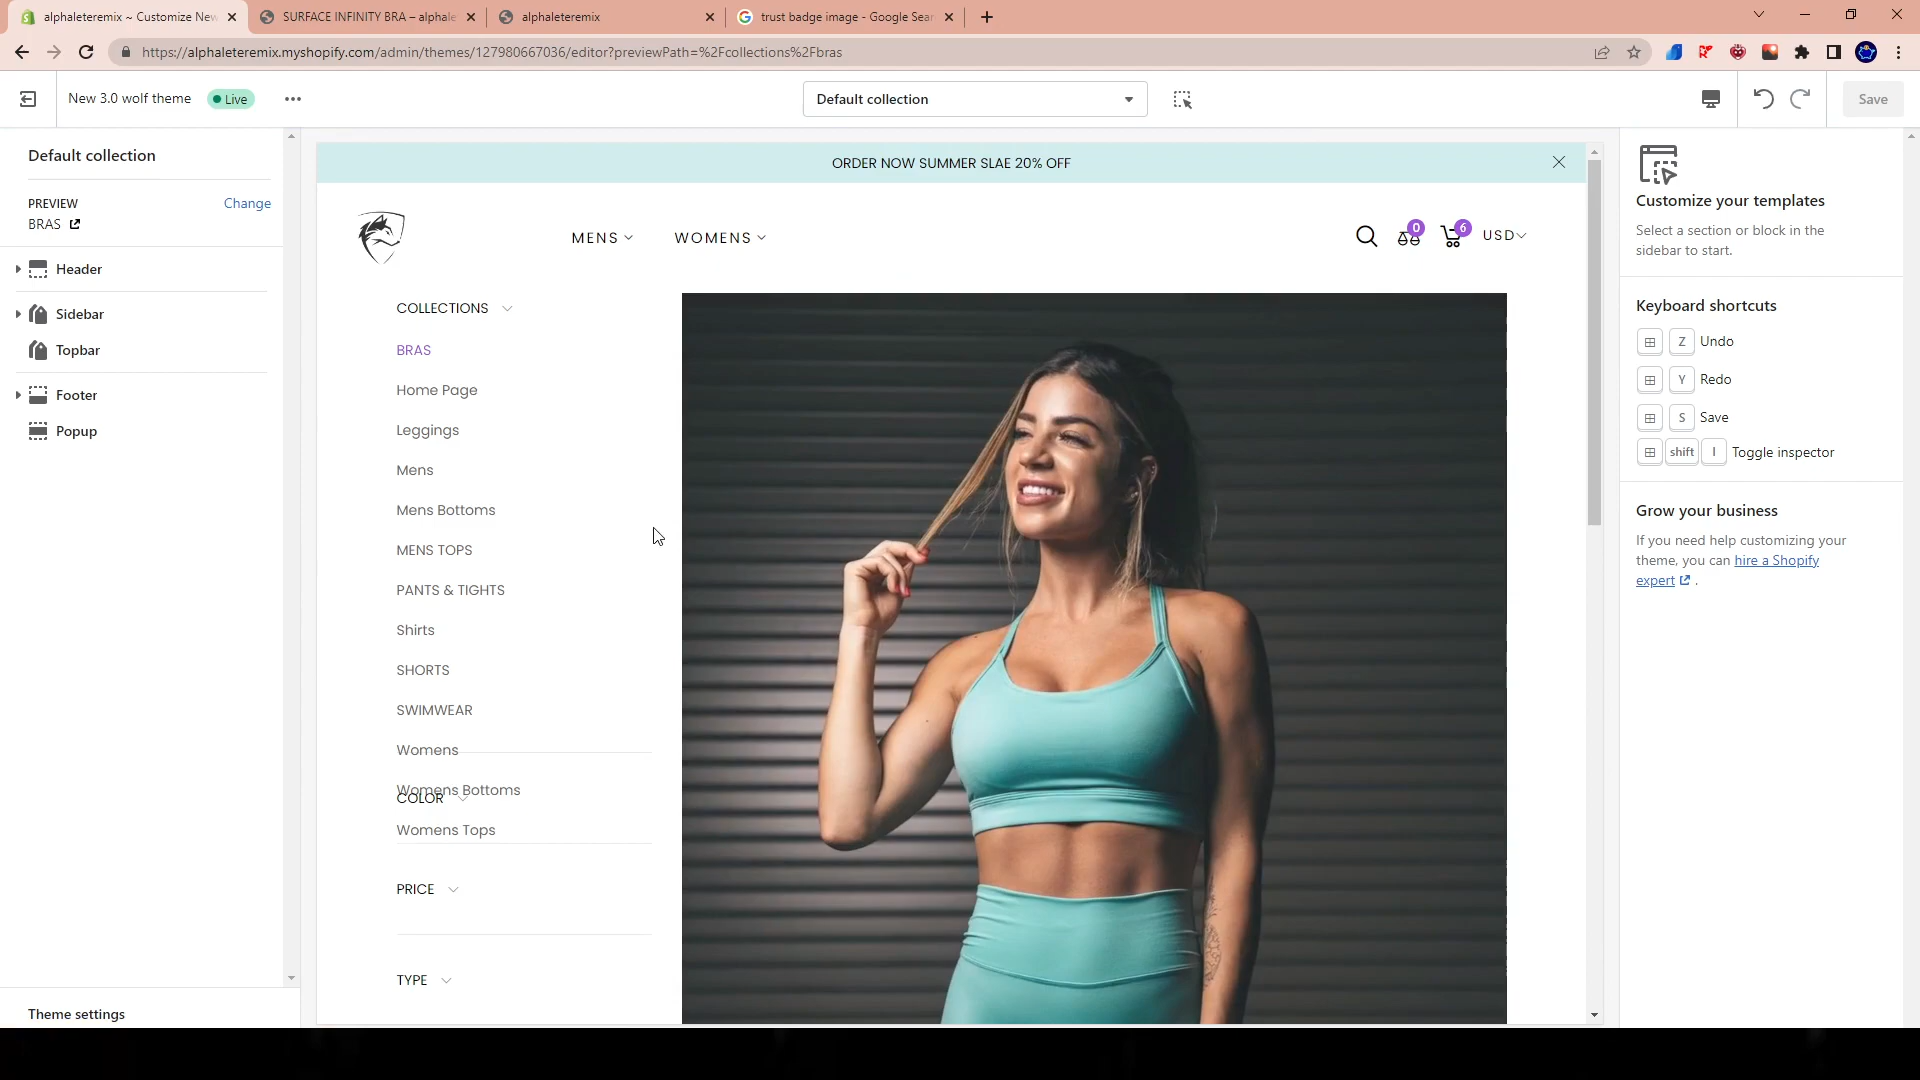 alphaleteremix ~ Customize New
SURFACE INFINITY BRA – alphale
alphaleteremix
trust badge image - Google Sear
https://alphaleteremix.myshopify.com/admin/themes/127980667036/editor?previewPath=%2Fcollections%2Fbras
New 3.0 wolf theme
Live
Default collection
Save
Default collection
PREVIEW
Change
BRAS
Header
Sidebar
Topbar
Footer
Popup
Theme settings
ORDER NOW SUMMER SLAE 20% OFF
MENS
WOMENS
0
6
USD
COLLECTIONS
BRAS
Home Page
Leggings
Mens
Mens Bottoms
MENS TOPS
PANTS & TIGHTS
Shirts
SHORTS
SWIMWEAR
Womens
Womens Bottoms
COLOR
Womens Tops
PRICE
TYPE
Customize your templates
Select a section or block in the
sidebar to start.
Keyboard shortcuts
Z Undo
Y Redo
S Save
shift I Toggle inspector
Grow your business
If you need help customizing your
theme, you can hire a Shopify
expert .